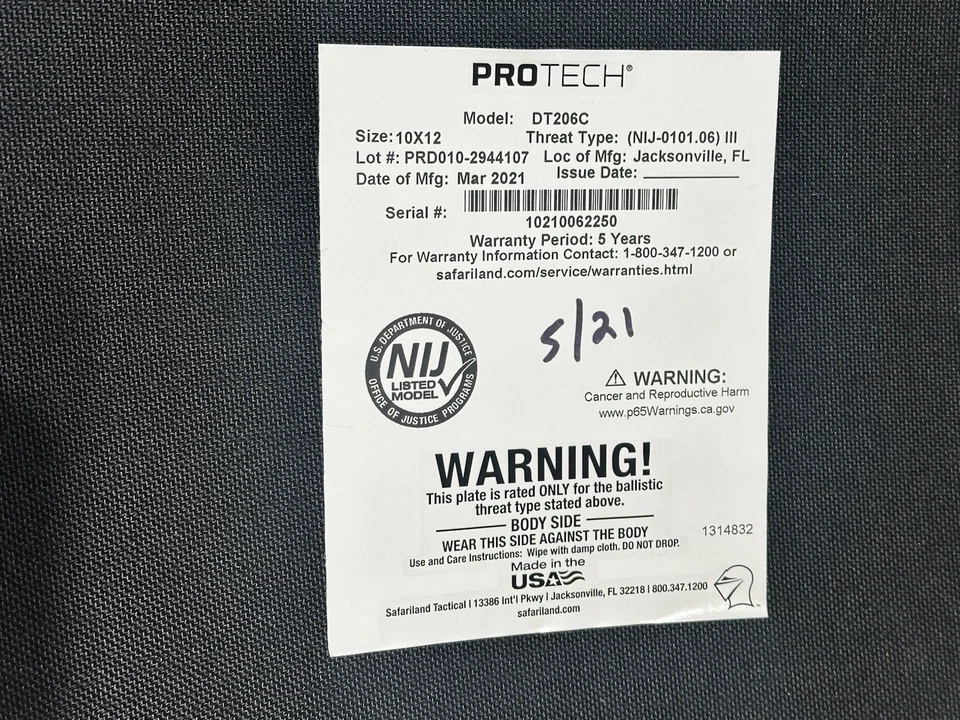 PROTECH®
Model: DT206C
Size: 10X12 Threat Type: (NIJ-0101.06) III
Lot #: PRD010-2944107 Loc of Mfg: Jacksonville, FL
Date of Mfg: Mar 2021 Issue Date:
Serial #:
10210062250
Warranty Period: 5 Years
For Warranty Information Contact: 1-800-347-1200 or
safariland.com/service/warranties.html
5/21
U.S. DEPARTMENT OF JUSTICE
NIJ
LISTED
MODEL
OFFICE OF JUSTICE PROGRAMS
⚠ WARNING:
Cancer and Reproductive Harm
www.p65Warnings.ca.gov
WARNING!
This plate is rated ONLY for the ballistic
threat type stated above.
BODY SIDE
WEAR THIS SIDE AGAINST THE BODY
1314832
Use and Care Instructions: Wipe with damp cloth. DO NOT DROP.
Made in the
USA
Safariland Tactical | 13386 Int'l Pkwy | Jacksonville, FL 32218 | 800.347.1200
safariland.com